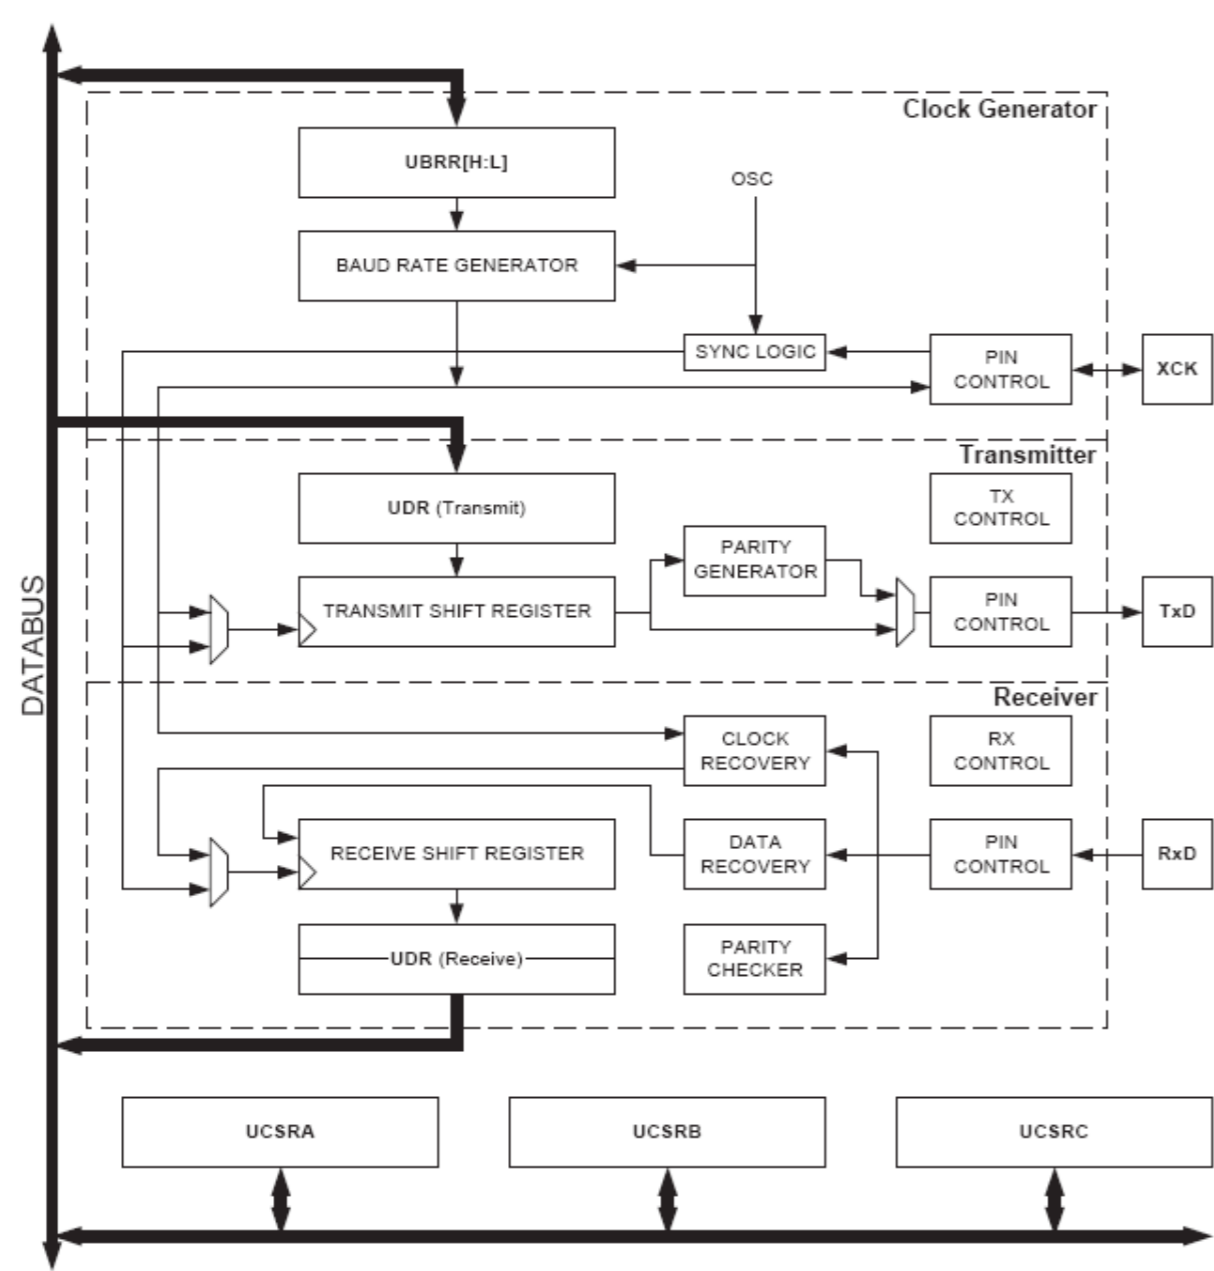 Clock Generator
UBRR[H:L]
OSC
BAUD RATE GENERATOR
SYNC LOGIC
PIN
CONTROL
XCK
Transmitter
UDR (Transmit)
TX
CONTROL
PARITY
GENERATOR
TRANSMIT SHIFT REGISTER
PIN
CONTROL
TxD
DATABUS
Receiver
CLOCK
RECOVERY
RX
CONTROL
RECEIVE SHIFT REGISTER
DATA
RECOVERY
PIN
CONTROL
RxD
UDR (Receive)
PARITY
CHECKER
UCSRA
UCSRB
UCSRC